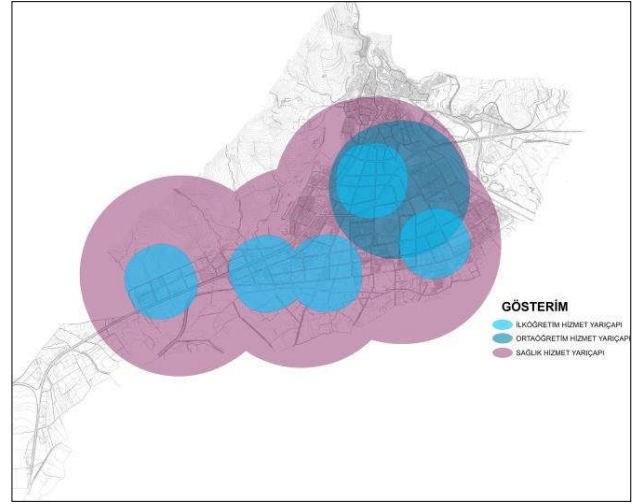 GÖSTERİM
İLKÖĞRETİM HİZMET YARIÇAPI
ORTAÖĞRETİM HİZMET YARIÇAPI
SAĞLIK HİZMET YARIÇAPI